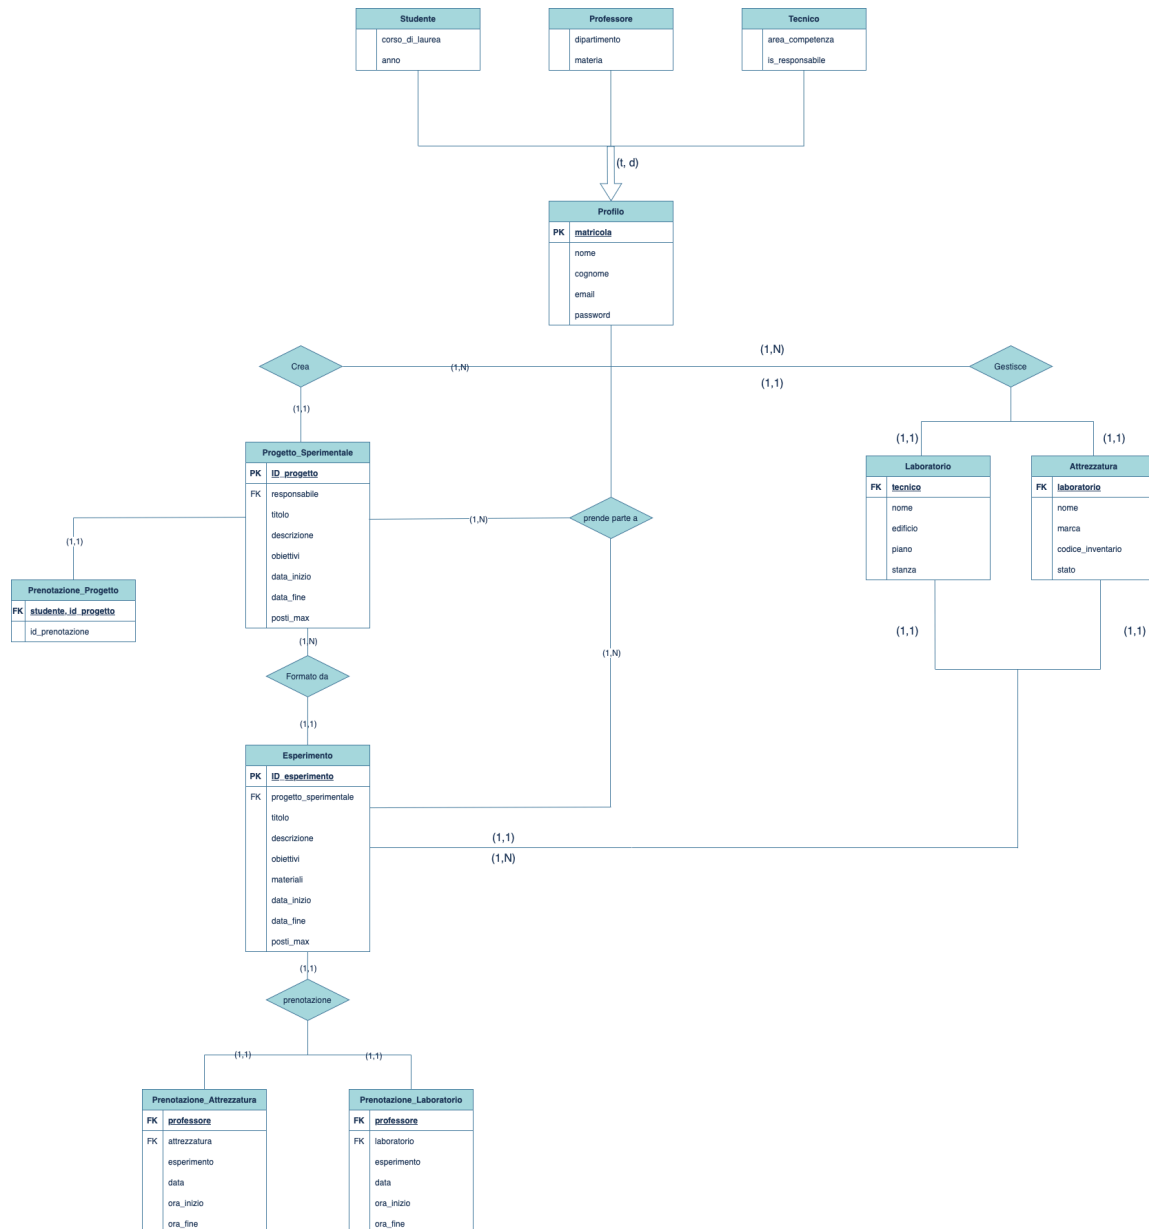 Studente
corso_di_laurea
anno
Professore
dipartimento
materia
Tecnico
area_competenza
is_responsabile
(t, d)
Profilo
PK matricola
nome
cognome
email
password
Crea
(1,N)
(1,N)
(1,1)
Gestisce
(1,1)
(1,1)
(1,1)
Progetto_Sperimentale
PK ID_progetto
FK responsabile
titolo
descrizione
obiettivi
data_inizio
data_fine
posti_max
Laboratorio
FK tecnico
nome
edificio
piano
stanza
Attrezzatura
FK laboratorio
nome
marca
codice_inventario
stato
(1,N)
prende parte a
(1,1)
Prenotazione_Progetto
FK studente, id_progetto
id_prenotazione
(1,N)
Formato da
(1,1)
(1,N)
(1,1)
(1,1)
Esperimento
PK ID_esperimento
FK progetto_sperimentale
titolo
descrizione
obiettivi
materiali
data_inizio
data_fine
posti_max
(1,1)
(1,N)
(1,1)
prenotazione
(1,1)
(1,1)
Prenotazione_Attrezzatura
FK professore
FK attrezzatura
esperimento
data
ora_inizio
ora_fine
Prenotazione_Laboratorio
FK professore
FK laboratorio
esperimento
data
ora_inizio
ora_fine